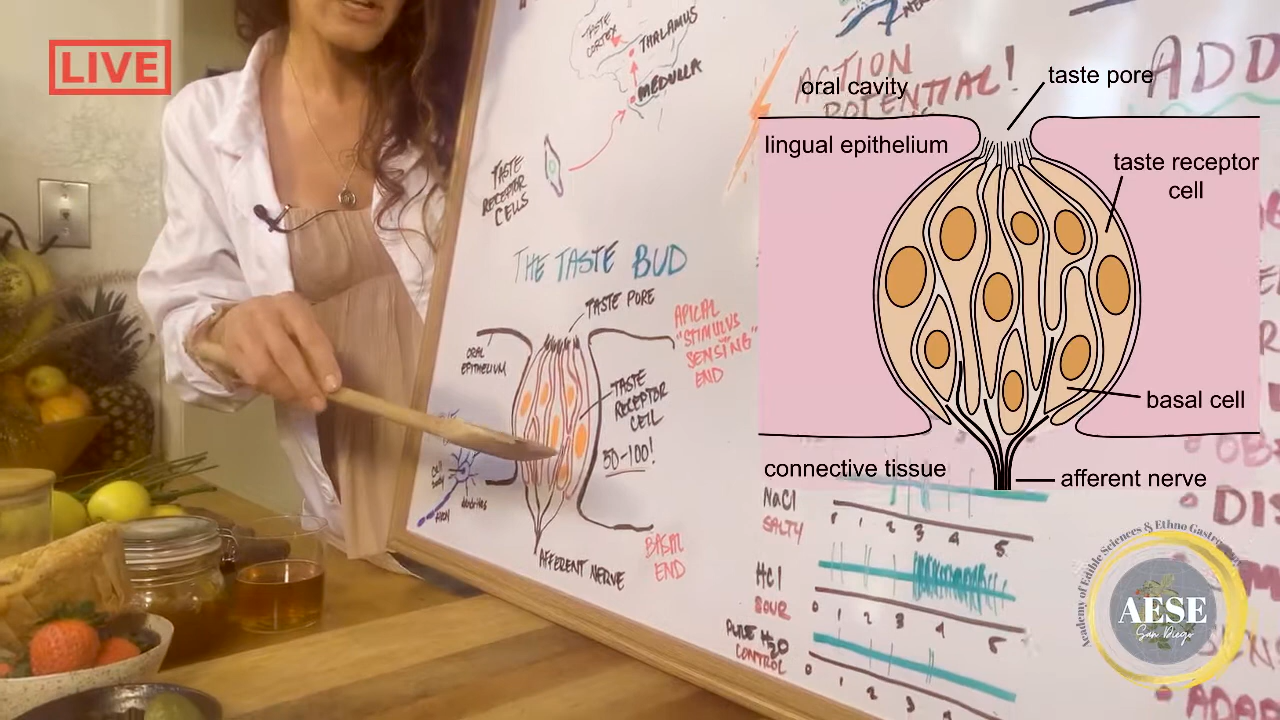 LIVE
TASTE
CORTEX
THALAMUS
MEDULLA
TASTE
RECEPTOR
CELLS
THE TASTE BUD
TASTE PORE
ORAL
EPITHELIUM
APICAL
"STIMULUS
SENSING"
END
TASTE
RECEPTOR
CELL
50-100!
cell
body
dendrites
AFFERENT NERVE
BASAL
END
ACTION
POTENTIAL!
ADD
oral cavity
taste pore
lingual epithelium
taste receptor
cell
basal cell
connective tissue
afferent nerve
NaCl
SALTY
0 1 2 3 4 5
HCl
SOUR
0 1 2 3 4 5
PURE H2O
CONTROL
0 1 2 3 4
Academy of Edible Sciences & Ethno
AESE
San Diego